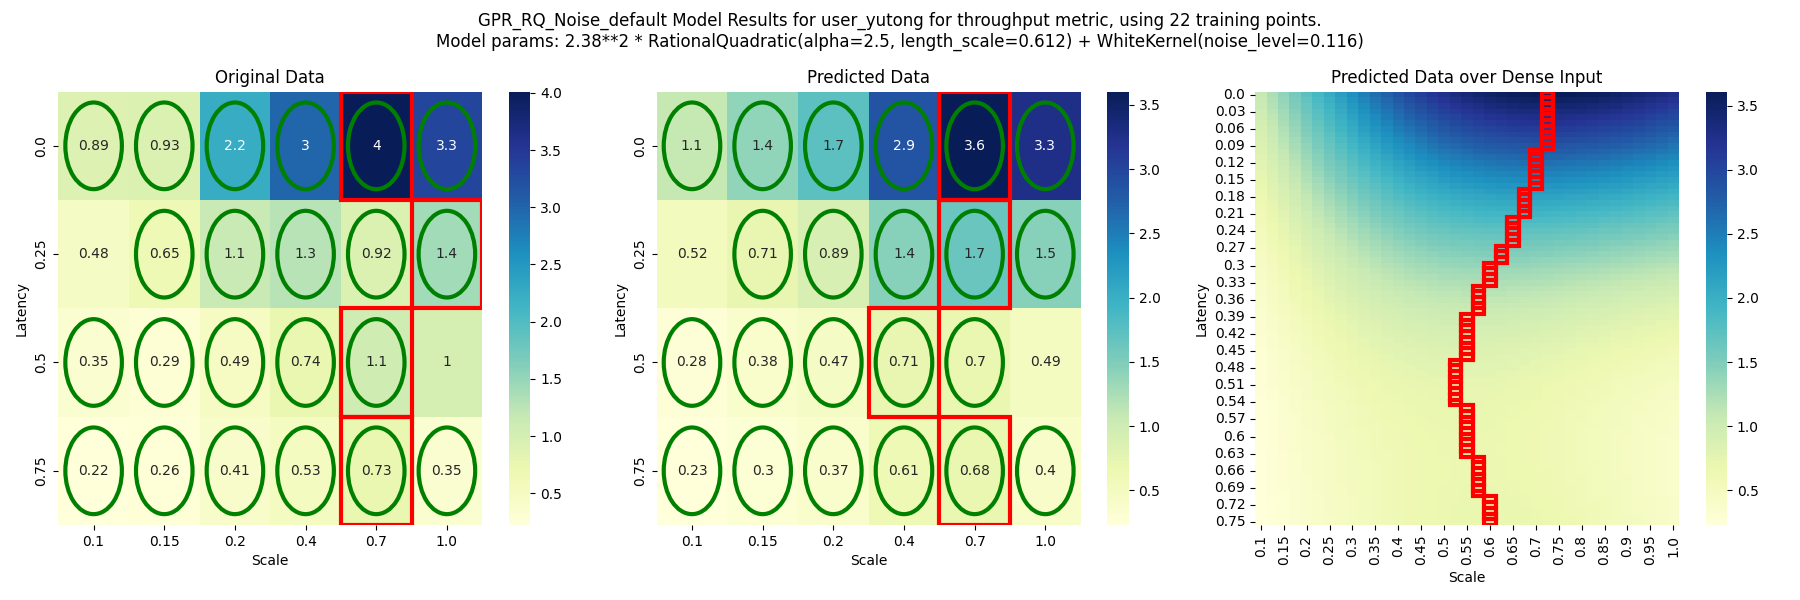 GPR_RQ_Noise_default Model Results for user_yutong for throughput metric, using 22 training points.
Model params: 2.38**2 * RationalQuadratic(alpha=2.5, length_scale=0.612) + WhiteKernel(noise_level=0.116)
Original Data
0.0 0.89 0.93 2.2 3 4 3.3
0.25 0.48 0.65 1.1 1.3 0.92 1.4
0.5 0.35 0.29 0.49 0.74 1.1 1
0.75 0.22 0.26 0.41 0.53 0.73 0.35
0.1 0.15 0.2 0.4 0.7 1.0
Latency
Scale
4.0
3.5
3.0
2.5
2.0
1.5
1.0
0.5
Predicted Data
0.0 1.1 1.4 1.7 2.9 3.6 3.3
0.25 0.52 0.71 0.89 1.4 1.7 1.5
0.5 0.28 0.38 0.47 0.71 0.7 0.49
0.75 0.23 0.3 0.37 0.61 0.68 0.4
0.1 0.15 0.2 0.4 0.7 1.0
Latency
Scale
3.5
3.0
2.5
2.0
1.5
1.0
0.5
Predicted Data over Dense Input
0.0
0.03
0.06
0.09
0.12
0.15
0.18
0.21
0.24
0.27
0.3
0.33
0.36
0.39
0.42
0.45
0.48
0.51
0.54
0.57
0.6
0.63
0.66
0.69
0.72
0.75
0.1 0.15 0.2 0.25 0.3 0.35 0.4 0.45 0.5 0.55 0.6 0.65 0.7 0.75 0.8 0.85 0.9 0.95 1.0
Latency
Scale
3.5
3.0
2.5
2.0
1.5
1.0
0.5